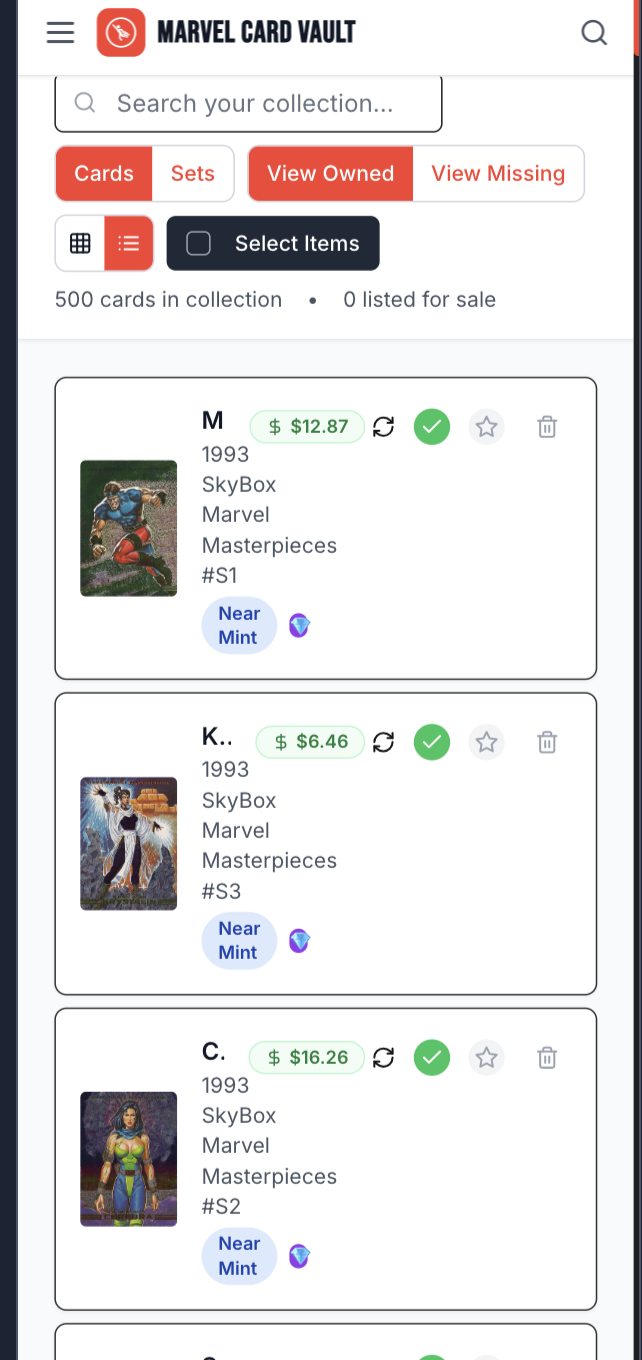 MARVEL CARD VAULT
Search your collection...
Cards Sets View Owned View Missing
Select Items
500 cards in collection • 0 listed for sale
M $ $12.87
1993
SkyBox
Marvel
Masterpieces
#S1
Near
Mint
K.. $ $6.46
1993
SkyBox
Marvel
Masterpieces
#S3
Near
Mint
C. $ $16.26
1993
SkyBox
Marvel
Masterpieces
#S2
Near
Mint